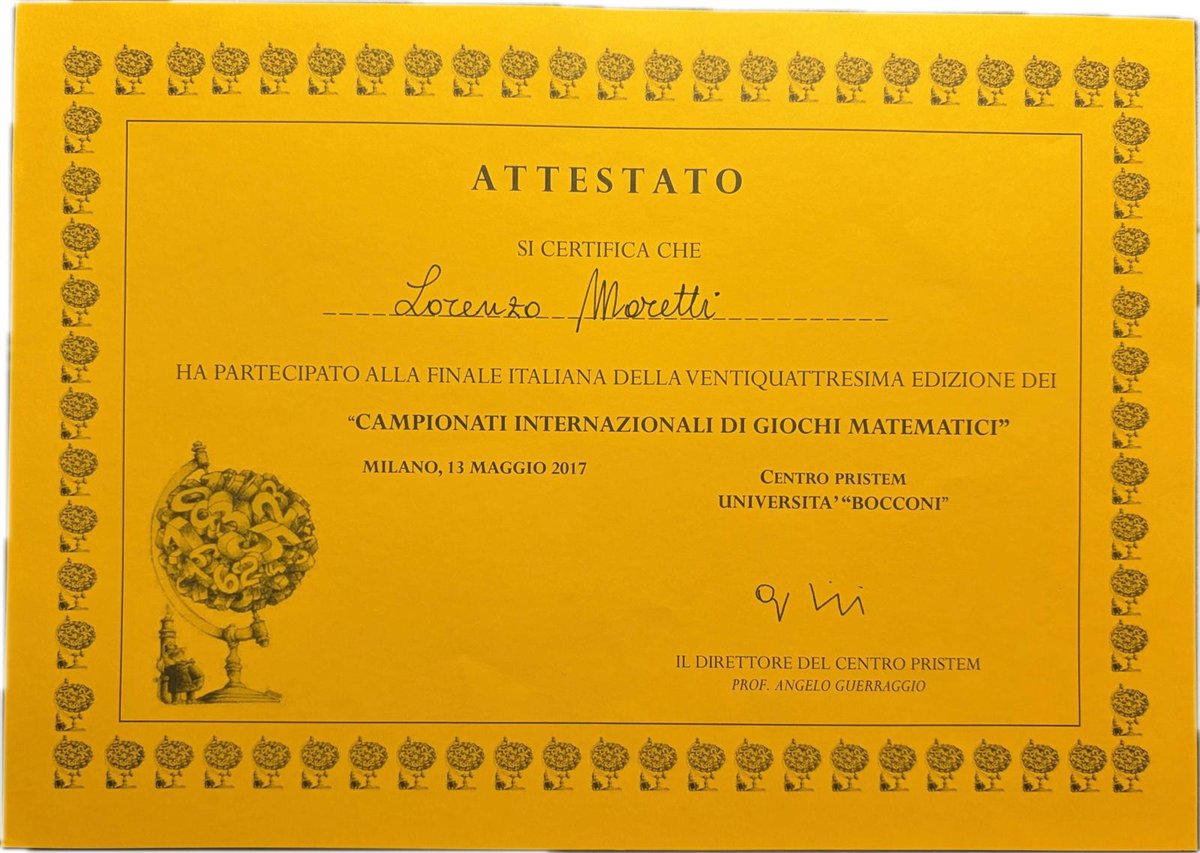 ATTESTATO
SI CERTIFICA CHE
Lorenzo Moretti
HA PARTECIPATO ALLA FINALE ITALIANA DELLA VENTIQUATTRESIMA EDIZIONE DEI
“CAMPIONATI INTERNAZIONALI DI GIOCHI MATEMATICI”
MILANO, 13 MAGGIO 2017
CENTRO PRISTEM
UNIVERSITA’ “BOCCONI”
IL DIRETTORE DEL CENTRO PRISTEM
PROF. ANGELO GUERRAGGIO